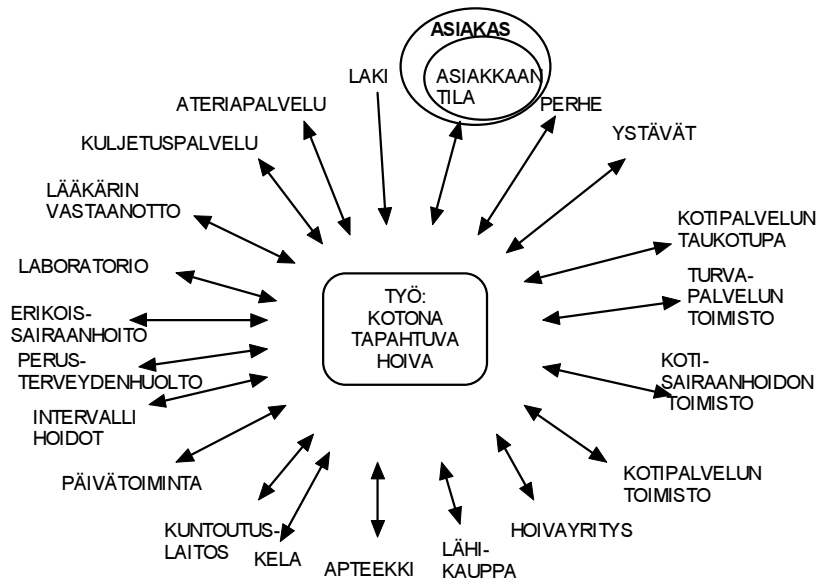 ASIAKAS
LAKI
ASIAKKAAN
TILA
PERHE
ATERIAPALVELU
YSTÄVÄT
KULJETUSPALVELU
LÄÄKÄRIN
VASTAANOTTO
KOTIPALVELUN
TAUKOTUPA
LABORATORIO
TURVA-
PALVELUN
TOIMISTO
TYÖ:
KOTONA
TAPAHTUVA
HOIVA
ERIKOIS-
SAIRAANHOITO
PERUS-
TERVEYDENHUOLTO
KOTI-
SAIRAANHOIDON
TOIMISTO
INTERVALLI
HOIDOT
PÄIVÄTOIMINTA
KOTIPALVELUN
TOIMISTO
KUNTOUTUS-
LAITOS
KELA
APTEEKKI
LÄHI-
KAUPPA
HOIVAYRITYS